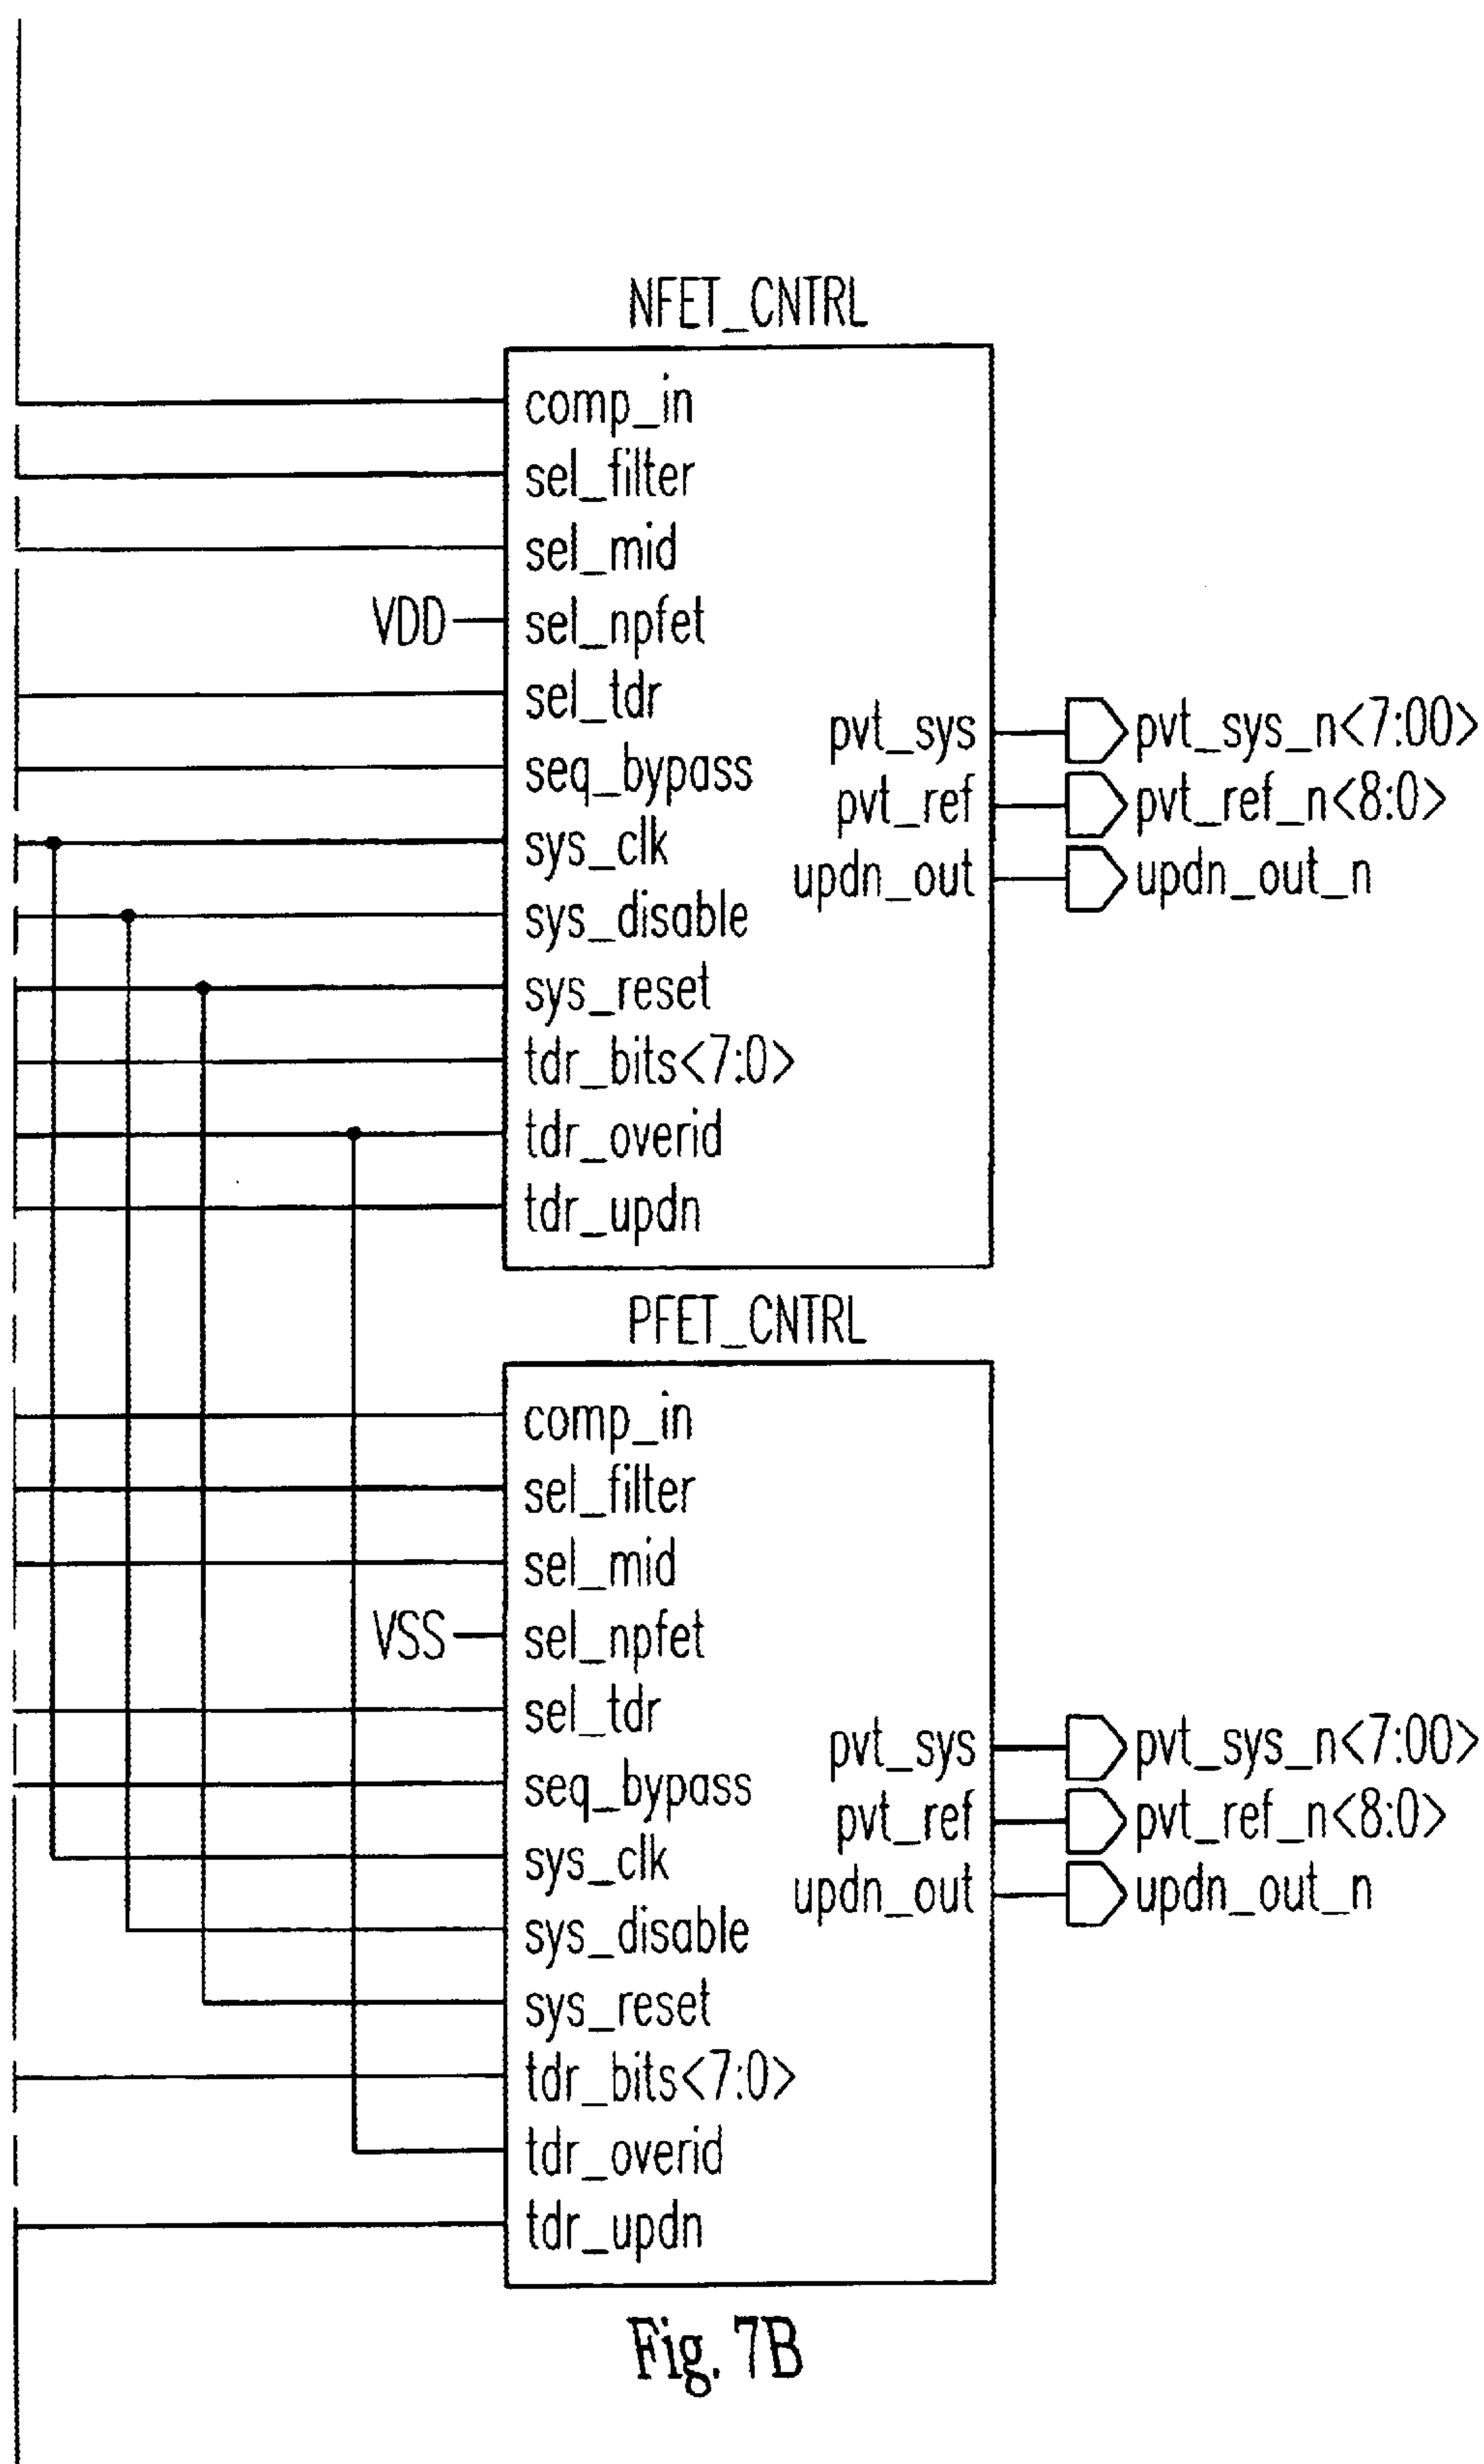 NFET_CNTRL
comp_in
sel_filter
sel_mid
VDD sel_npfet
sel_tdr
seq_bypass
sys_clk
sys_disable
sys_reset
tdr_bits<7:0>
tdr_overid
tdr_updn
pvt_sys pvt_sys_n<7:00>
pvt_ref pvt_ref_n<8:0>
updn_out updn_out_n
PFET_CNTRL
comp_in
sel_filter
sel_mid
VSS sel_npfet
sel_tdr
seq_bypass
sys_clk
sys_disable
sys_reset
tdr_bits<7:0>
tdr_overid
tdr_updn
pvt_sys pvt_sys_n<7:00>
pvt_ref pvt_ref_n<8:0>
updn_out updn_out_n
Fig. 7B